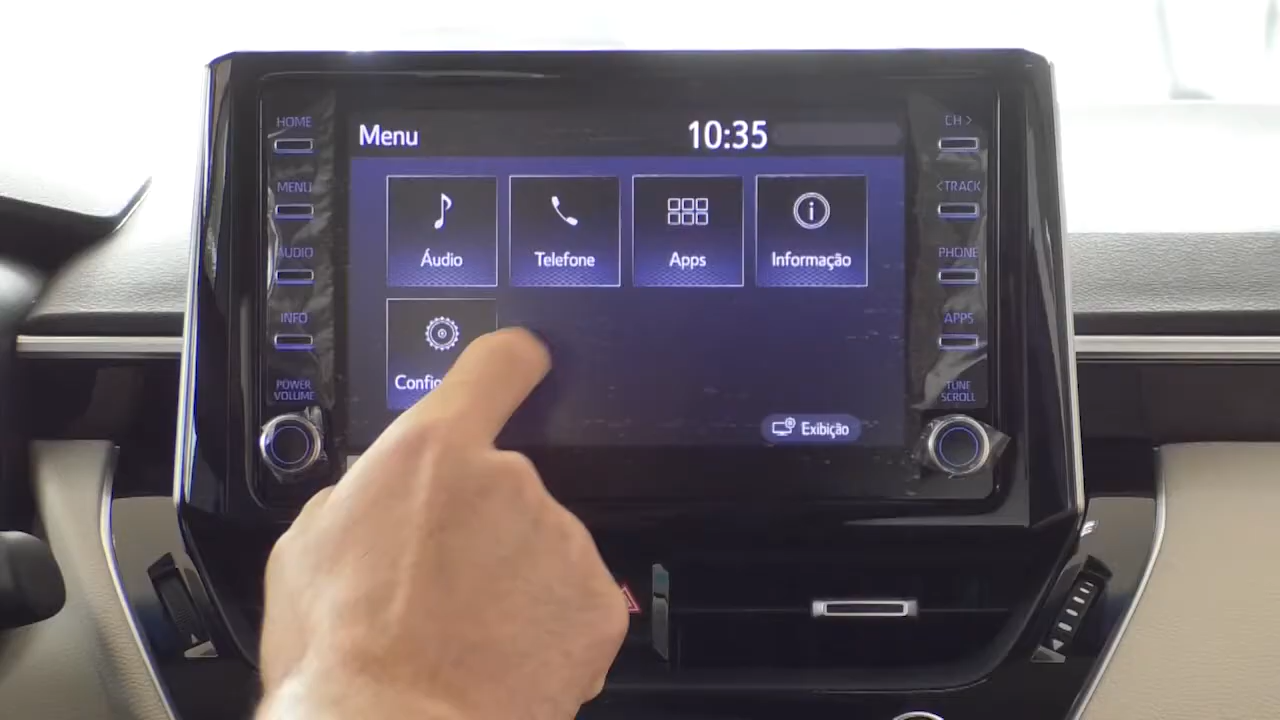 HOME
MENU
AUDIO
INFO
POWER
VOLUME
Menu
10:35
Áudio
Telefone
Apps
Informação
Confi
Exibição
CH >
< TRACK
PHONE
APPS
TUNE
SCROLL